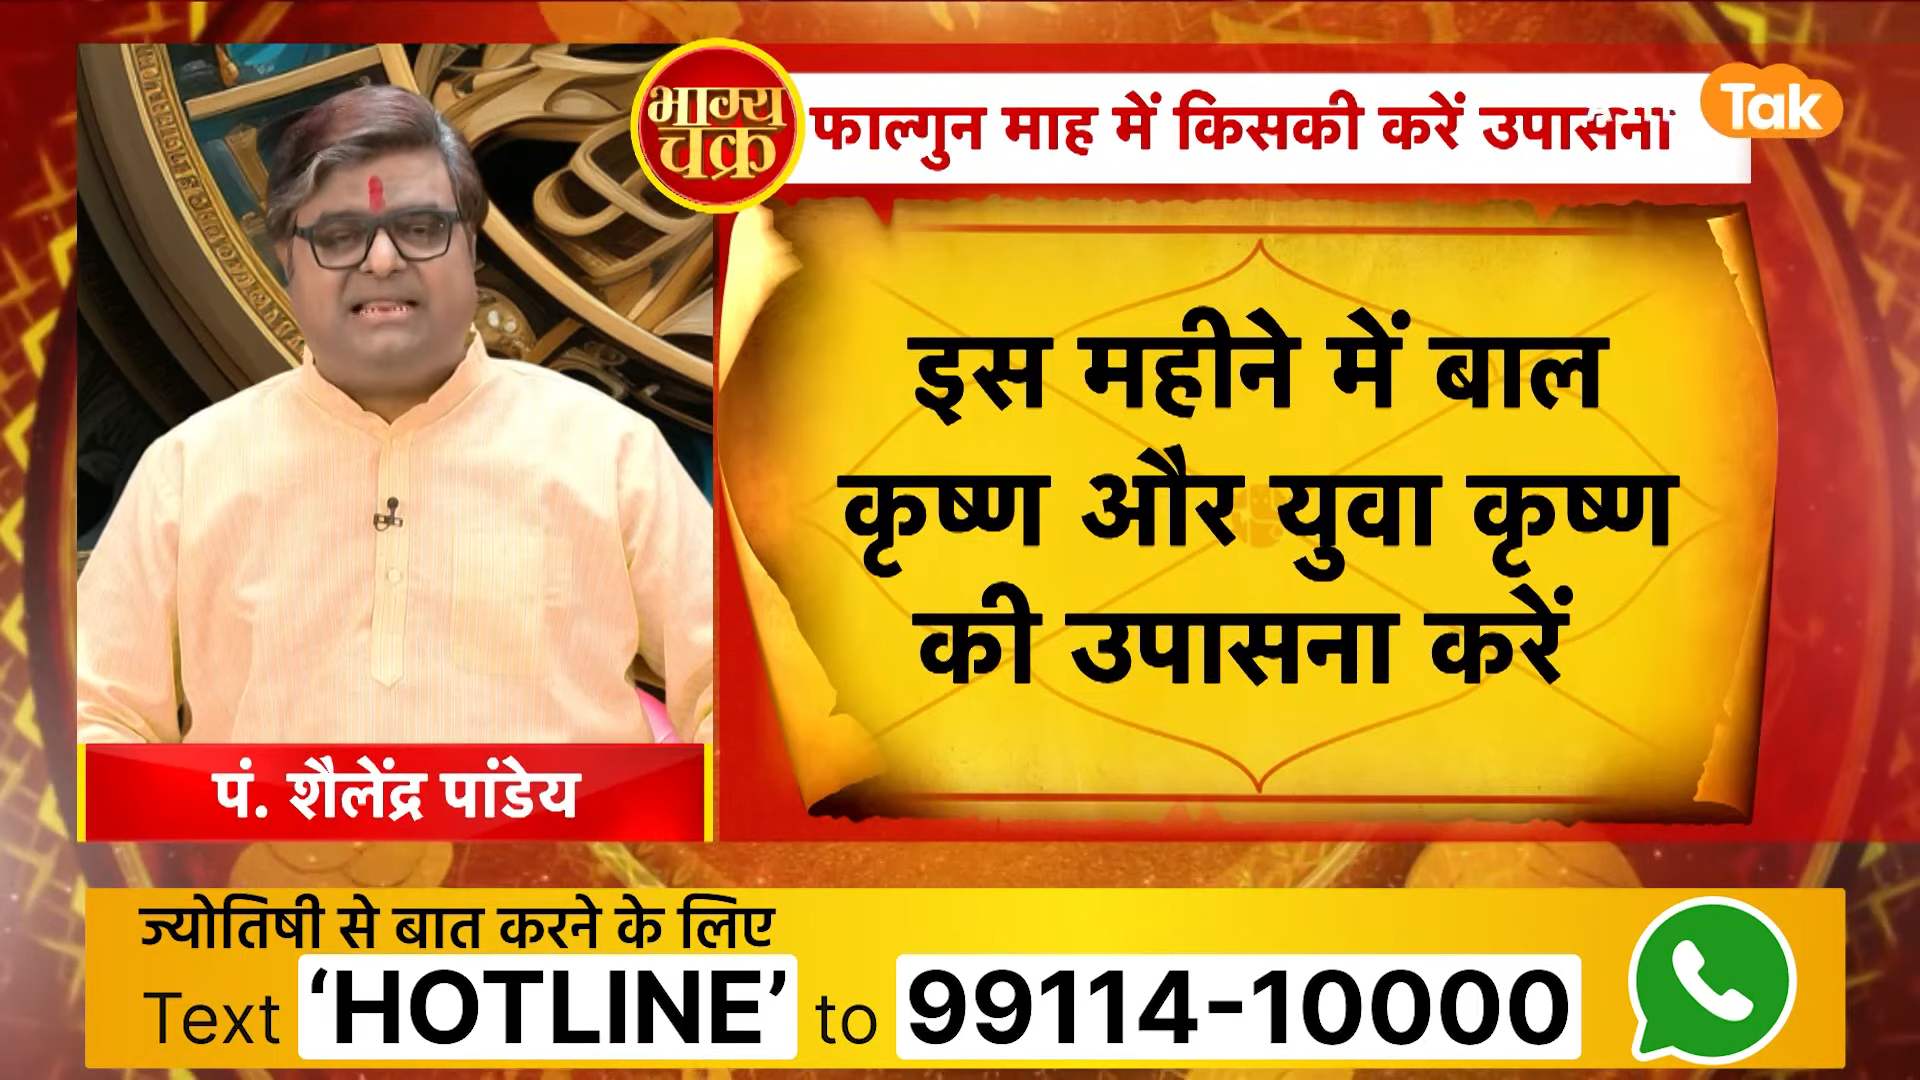 भाग्य
चक्र
फाल्गुन माह में किसकी करें उपासना
Tak
इस महीने में बाल
कृष्ण और युवा कृष्ण
की उपासना करें
पं. शैलेंद्र पांडेय
ज्योतिषी से बात करने के लिए
Text ‘HOTLINE’ to 99114-10000